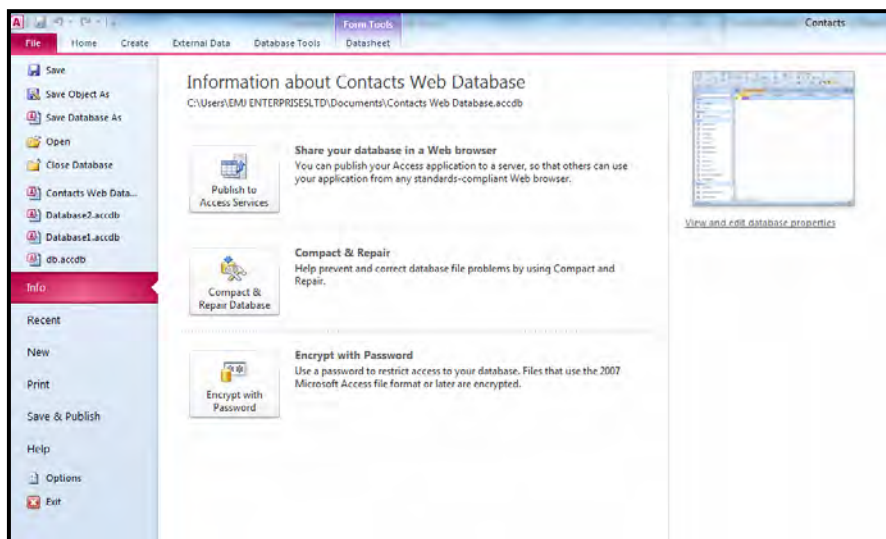 Form Tools
Contacts
File Home Create External Data Database Tools Datasheet
Save
Save Object As
Save Database As
Open
Close Database
Contacts Web Data...
Database2.accdb
Database1.accdb
db.accdb
Info
Recent
New
Print
Save & Publish
Help
Options
Exit
Information about Contacts Web Database
C:\Users\EMJ ENTERPRISESLTD\Documents\Contacts Web Database.accdb
Publish to
Access Services
Share your database in a Web browser
You can publish your Access application to a server, so that others can use
your application from any standards-compliant Web browser.
Compact &
Repair Database
Compact & Repair
Help prevent and correct database file problems by using Compact and
Repair.
Encrypt with
Password
Encrypt with Password
Use a password to restrict access to your database. Files that use the 2007
Microsoft Access file format or later are encrypted.
View and edit database properties